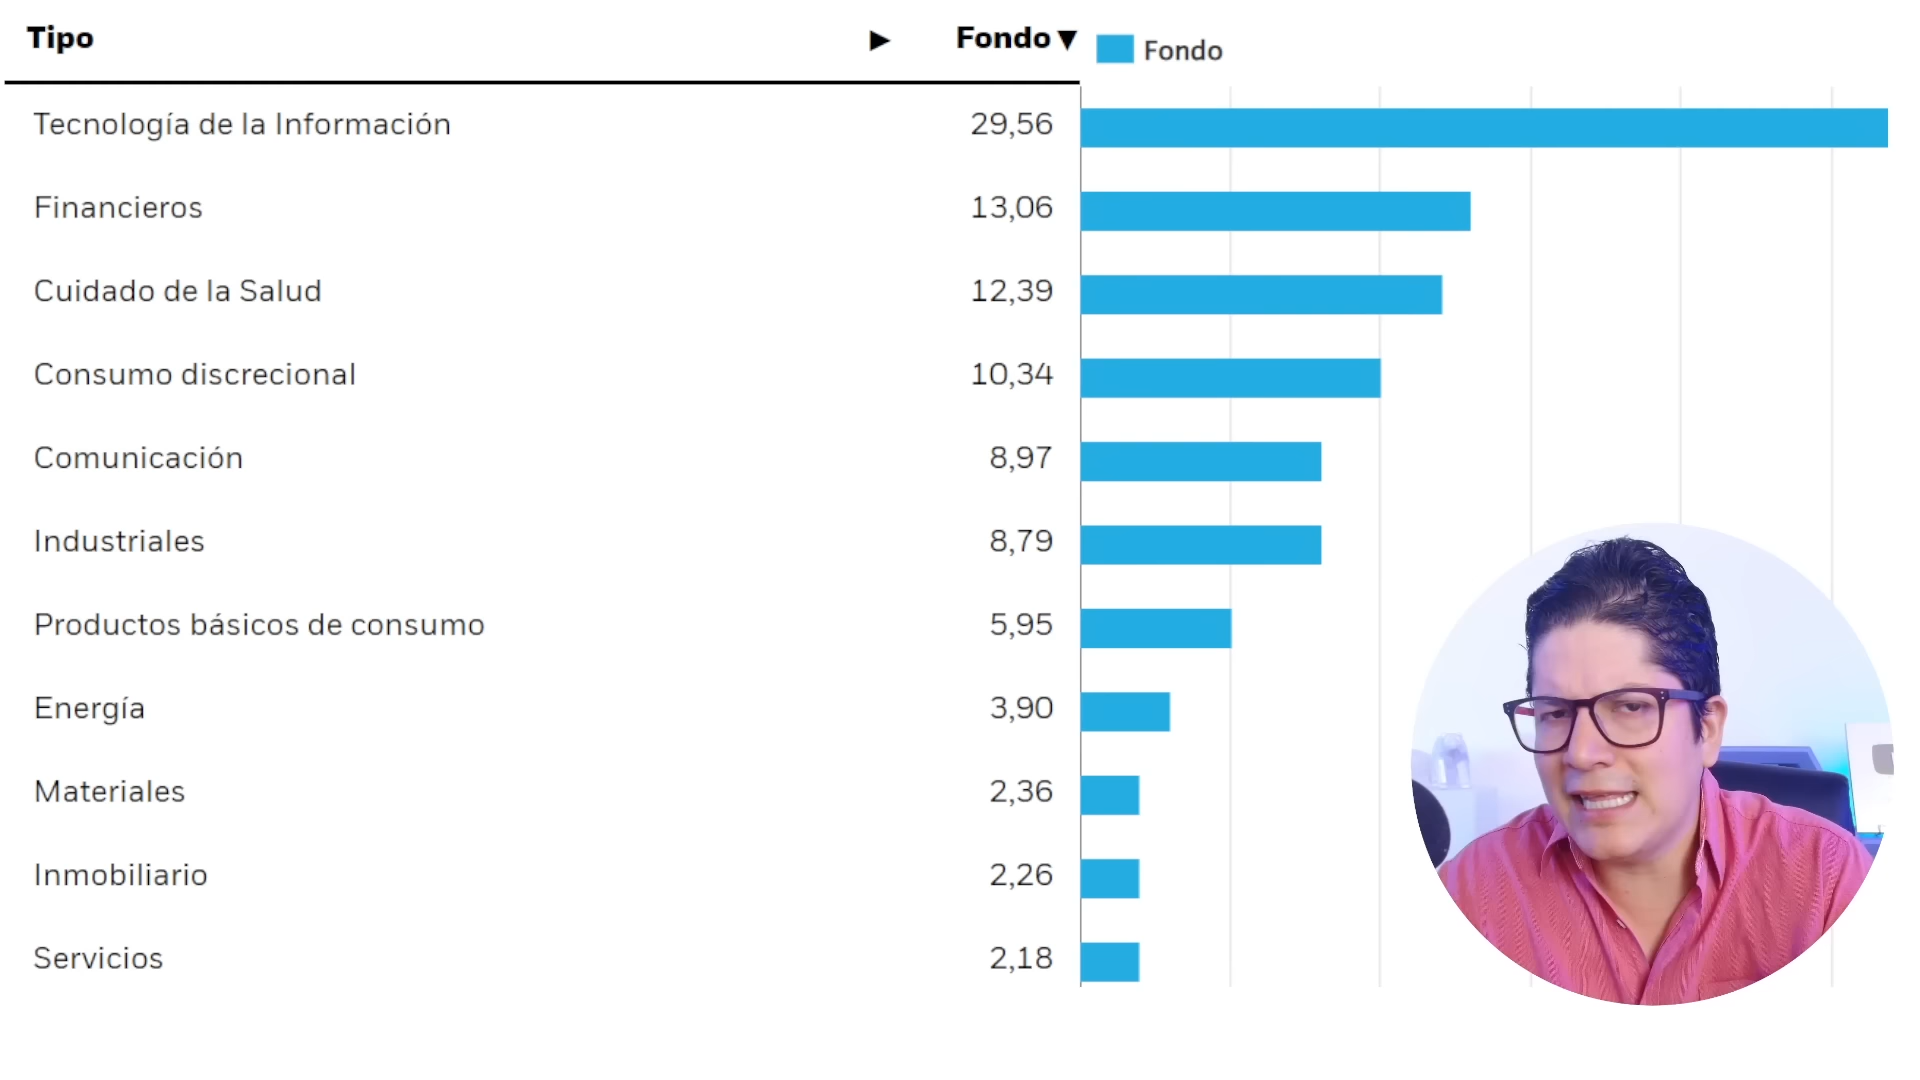 Tipo ▶ Fondo ▼ Fondo
Tecnología de la Información 29,56
Financieros 13,06
Cuidado de la Salud 12,39
Consumo discrecional 10,34
Comunicación 8,97
Industriales 8,79
Productos básicos de consumo 5,95
Energía 3,90
Materiales 2,36
Inmobiliario 2,26
Servicios 2,18